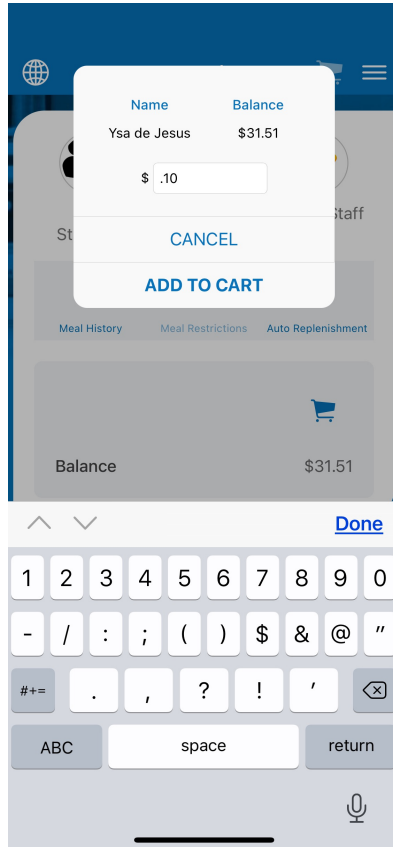 Name Balance
Ysa de Jesus $31.51
$ .10
Staff
St
CANCEL
ADD TO CART
Meal History Meal Restrictions Auto Replenishment
Balance $31.51
Done
1 2 3 4 5 6 7 8 9 0
- / : ; ( ) $ & @ "
#+= . , ? ! ’
ABC space return